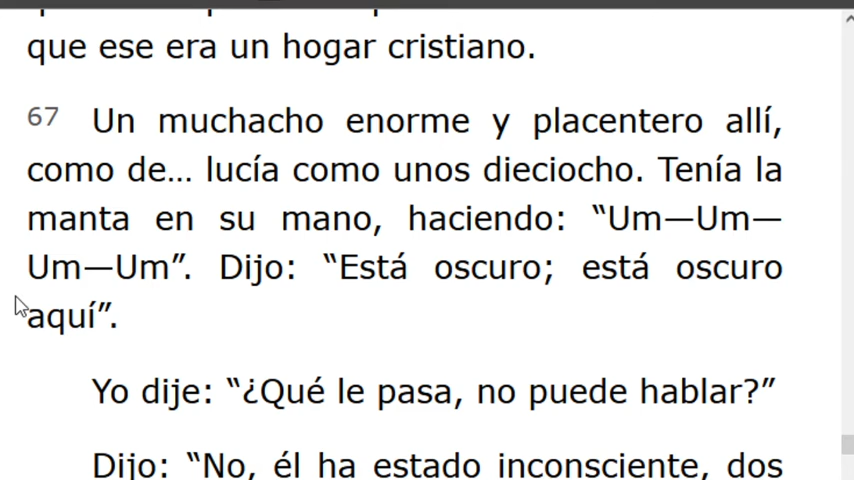 que ese era un hogar cristiano.
67 Un muchacho enorme y placentero allí,
como de... lucía como unos dieciocho. Tenía la
manta en su mano, haciendo: “Um—Um—
Um—Um”. Dijo: “Está oscuro; está oscuro
aquí”.
Yo dije: “¿Qué le pasa, no puede hablar?”
Dijo: “No, él ha estado inconsciente, dos